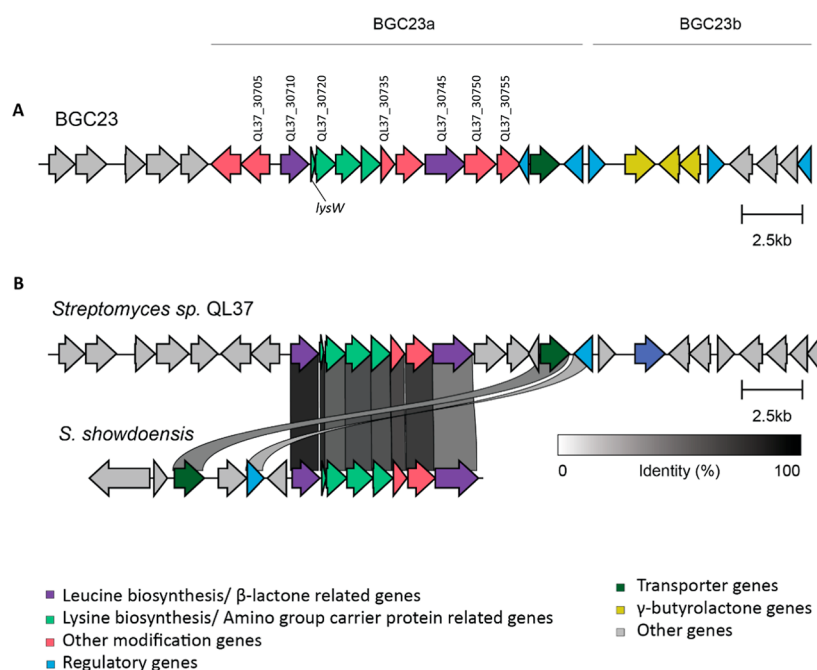 BGC23a BGC23b
QL37_30705 QL37_30710 QL37_30720 QL37_30735 QL37_30745 QL37_30750 QL37_30755
A
BGC23
lysW
2.5kb
B
Streptomyces sp. QL37
2.5kb
S. showdoensis
0 Identity (%) 100
Leucine biosynthesis/ β-lactone related genes
Lysine biosynthesis/ Amino group carrier protein related genes
Other modification genes
Regulatory genes
Transporter genes
γ-butyrolactone genes
Other genes